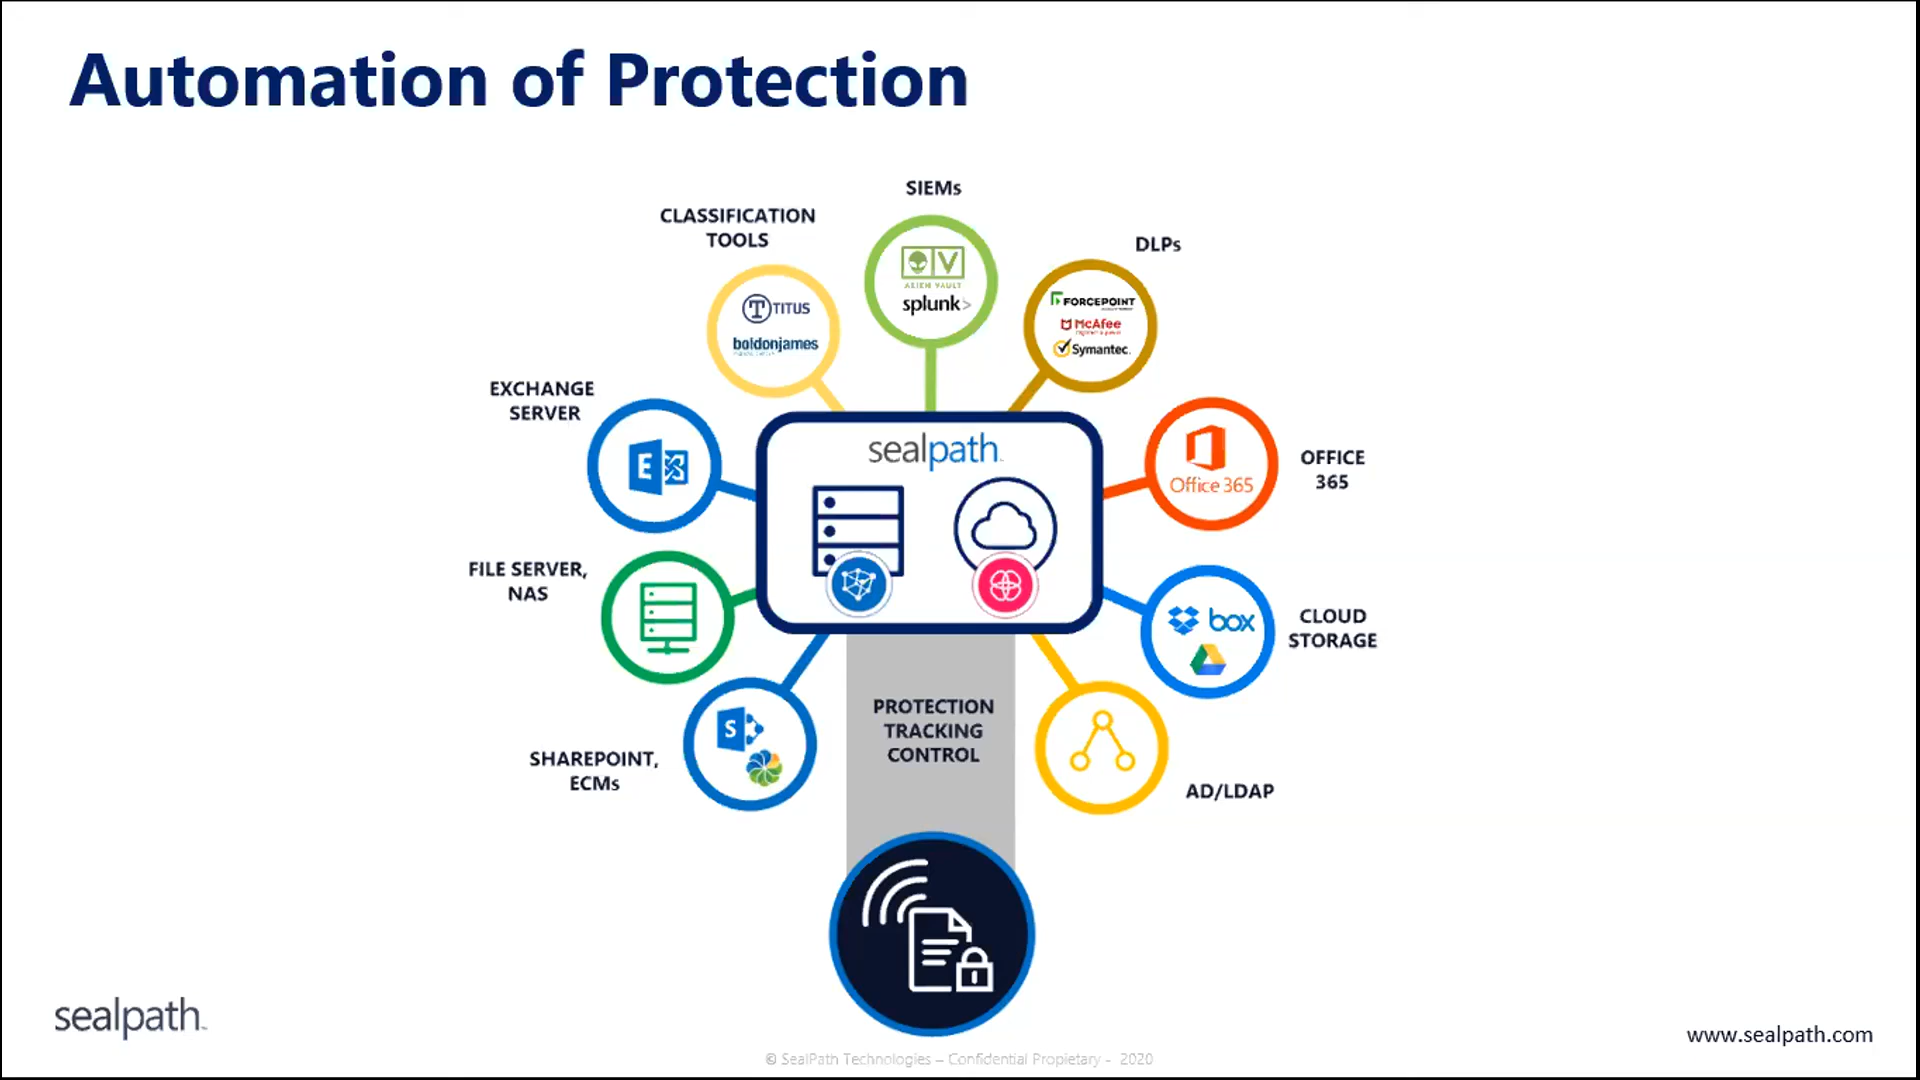 Automation of Protection
SIEMs
CLASSIFICATION
TOOLS
DLPs
ALIEN VAULT
splunk>
TITUS
boldonjames
FORCEPOINT
McAfee
Symantec.
EXCHANGE
SERVER
E
sealpath
Office 365
OFFICE
365
FILE SERVER,
NAS
box
CLOUD
STORAGE
PROTECTION
TRACKING
CONTROL
S
SHAREPOINT,
ECMs
AD/LDAP
sealpath
www.sealpath.com
© SealPath Technologies – Confidential Propietary - 2020